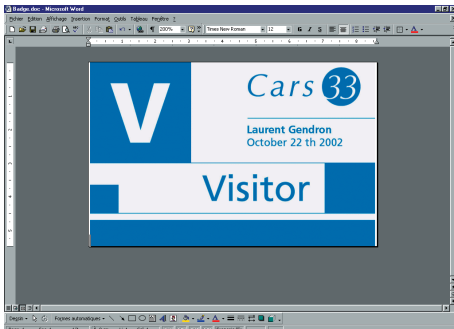 Badge.doc - Microsoft Word
Fichier Edition Affichage Insertion Format Outils Tableau Fenêtre ?
200% Times New Roman 12 G I S
V
Cars 33
Laurent Gendron
October 22 th 2002
Visitor
Dessin Formes automatiques